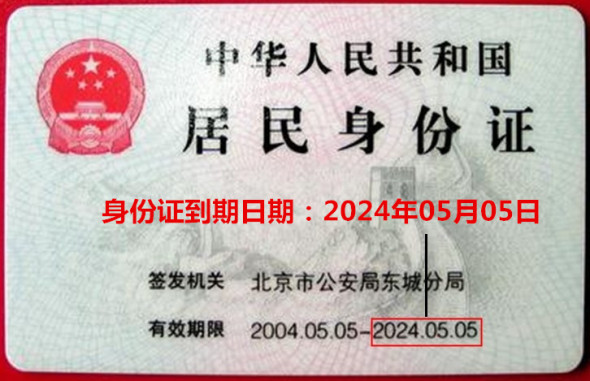 中华人民共和国
居民身份证
身份证到期日期：2024年05月05日
签发机关 北京市公安局东城分局
有效期限 2004.05.05-2024.05.05